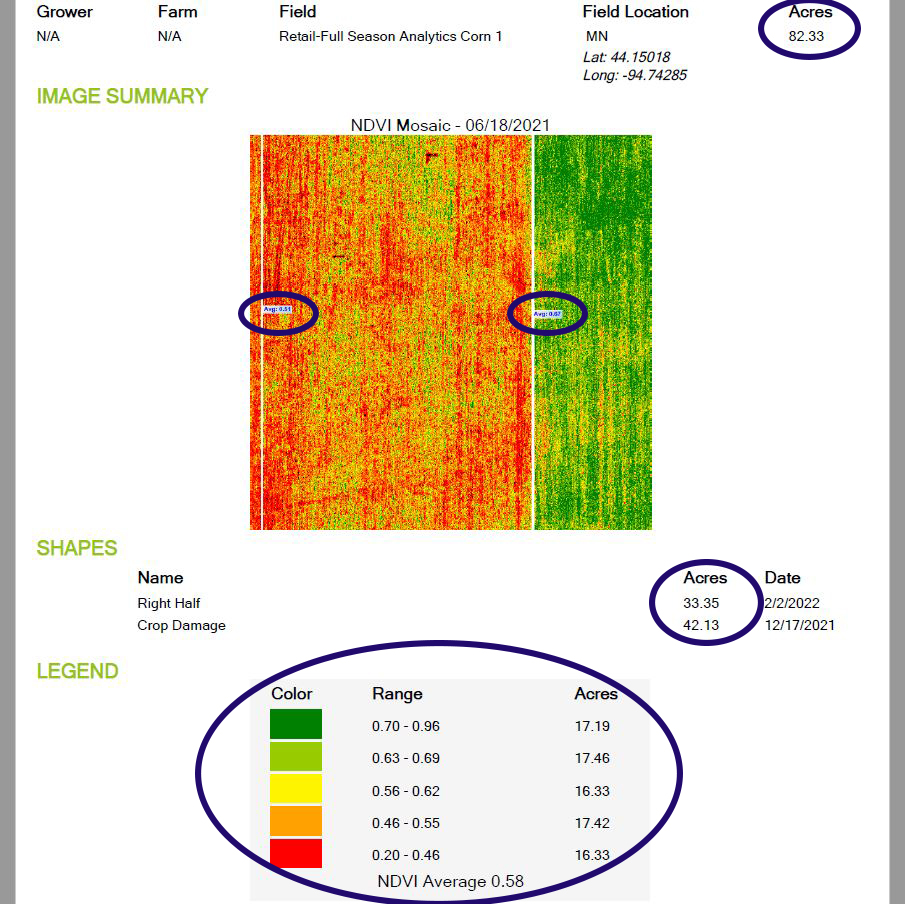 Grower Farm Field Field Location Acres
N/A N/A Retail-Full Season Analytics Corn 1 MN 82.33
Lat: 44.15018
Long: -94.74285
IMAGE SUMMARY
NDVI Mosaic - 06/18/2021
Avg: 0.51
Avg: 0.67
SHAPES
Name Acres Date
Right Half 33.35 2/2/2022
Crop Damage 42.13 12/17/2021
LEGEND
Color Range Acres
0.70 - 0.96 17.19
0.63 - 0.69 17.46
0.56 - 0.62 16.33
0.46 - 0.55 17.42
0.20 - 0.46 16.33
NDVI Average 0.58